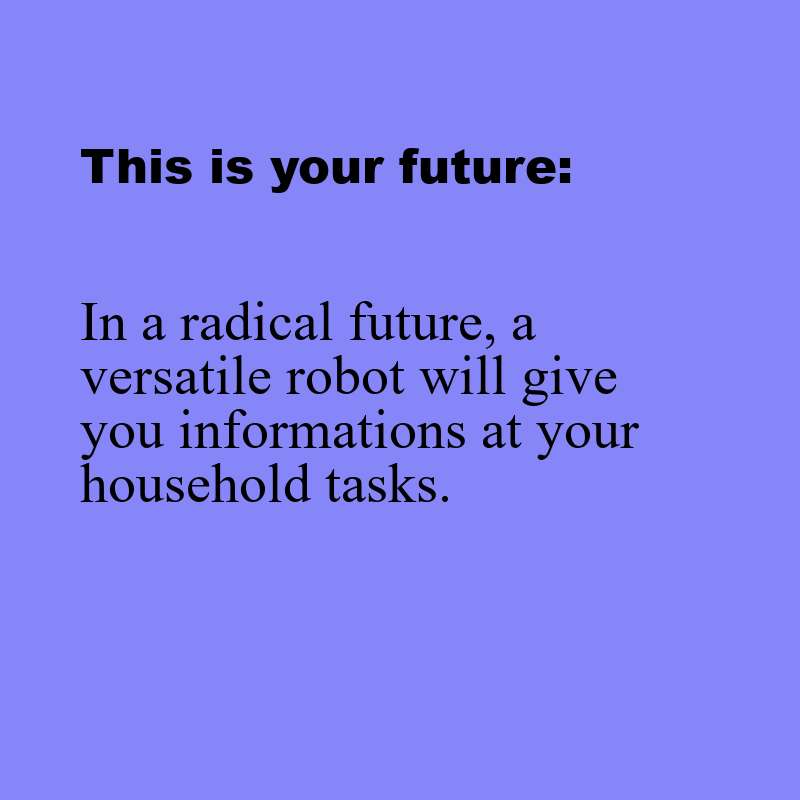 This is your future:
In a radical future, a
versatile robot will give
you informations at your
household tasks.